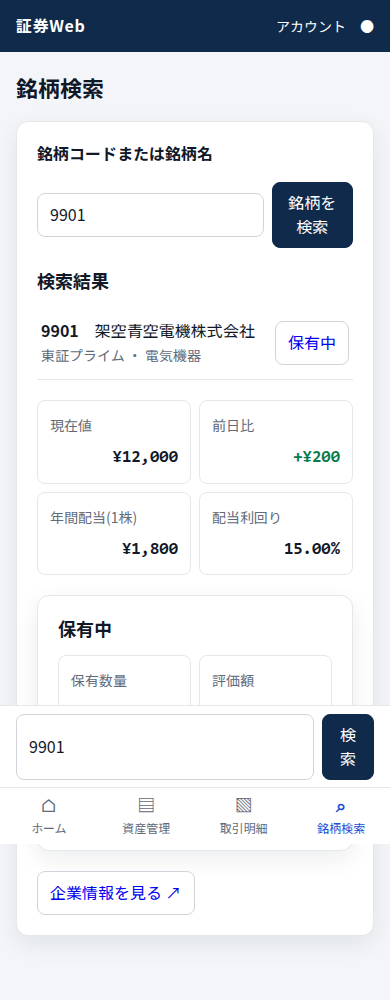 証券Web
アカウント
銘柄検索
銘柄コードまたは銘柄名
9901
銘柄を
検索
検索結果
9901 架空青空電機株式会社
東証プライム ・ 電気機器
保有中
現在値
¥12,000
前日比
+¥200
年間配当(1株)
¥1,800
配当利回り
15.00%
保有中
保有数量
評価額
9901
検
索
ホーム
資産管理
取引明細
銘柄検索
企業情報を見る ↗